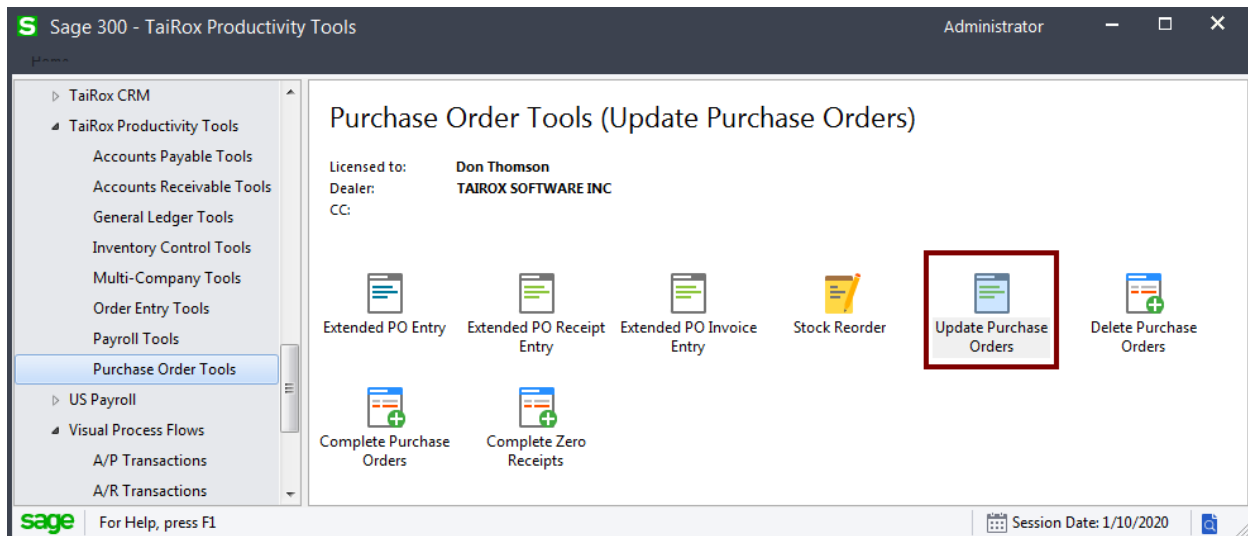 S Sage 300 - TaiRox Productivity Tools
Administrator
TaiRox CRM
TaiRox Productivity Tools
Accounts Payable Tools
Accounts Receivable Tools
General Ledger Tools
Inventory Control Tools
Multi-Company Tools
Order Entry Tools
Payroll Tools
Purchase Order Tools
US Payroll
Visual Process Flows
A/P Transactions
A/R Transactions
Purchase Order Tools (Update Purchase Orders)
Licensed to: Don Thomson
Dealer: TAIROX SOFTWARE INC
CC:
Extended PO Entry
Extended PO Receipt
Entry
Extended PO Invoice
Entry
Stock Reorder
Update Purchase
Orders
Delete Purchase
Orders
Complete Purchase
Orders
Complete Zero
Receipts
sage For Help, press F1
Session Date: 1/10/2020